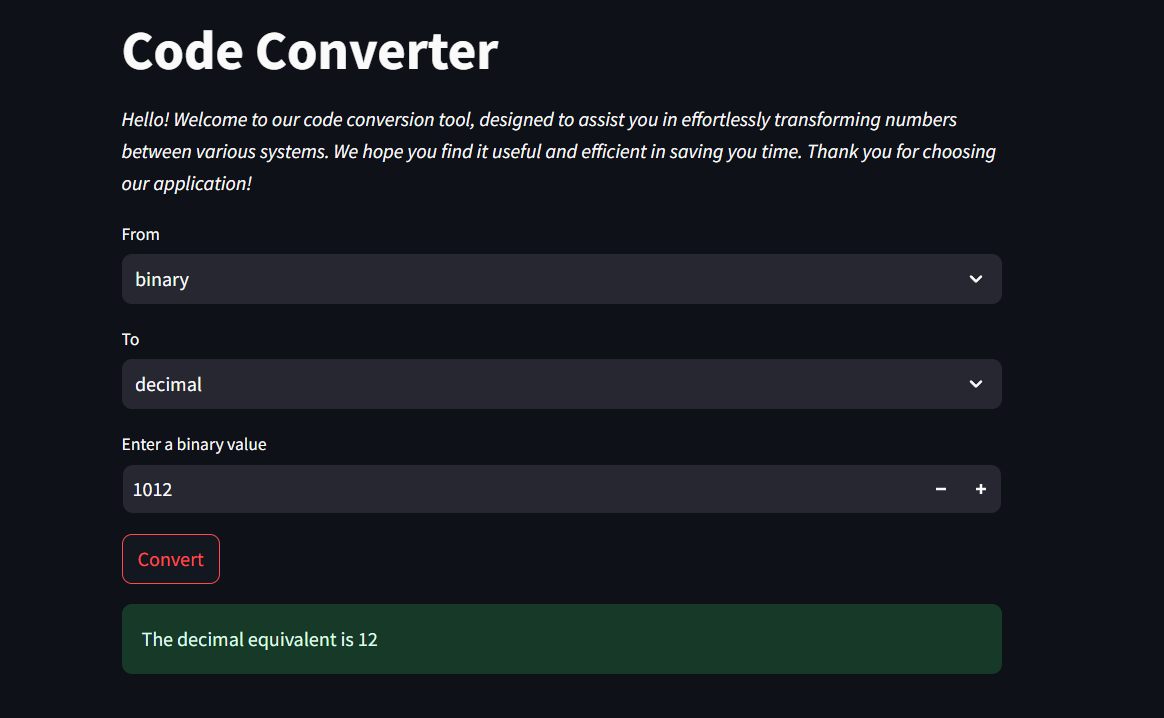 Code Converter
Hello! Welcome to our code conversion tool, designed to assist you in effortlessly transforming numbers
between various systems. We hope you find it useful and efficient in saving you time. Thank you for choosing
our application!
From
binary
To
decimal
Enter a binary value
1012
Convert
The decimal equivalent is 12